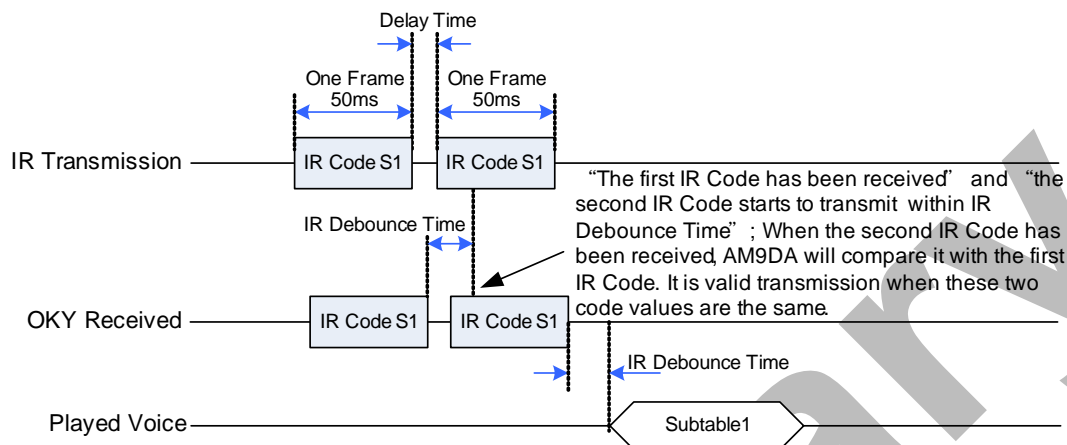 Delay Time
One Frame
50ms
One Frame
50ms
IR Transmission
IR Code S1
IR Code S1
“The first IR Code has been received” and “the
second IR Code starts to transmit within IR
Debounce Time” ; When the second IR Code has
been received, AM9DA will compare it with the first
IR Code. It is valid transmission when these two
code values are the same.
IR Debounce Time
OKY Received
IR Code S1
IR Code S1
IR Debounce Time
Played Voice
Subtable1